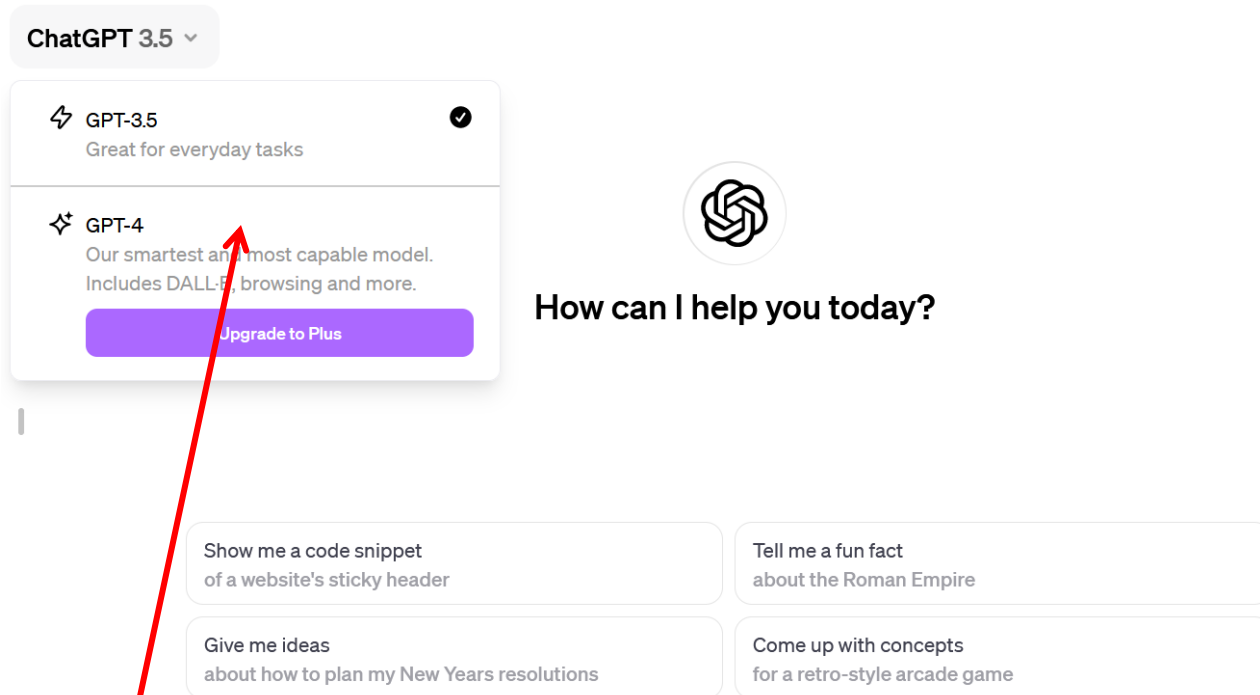 ChatGPT 3.5
GPT-3.5
Great for everyday tasks
GPT-4
Our smartest and most capable model.
Includes DALL·E, browsing and more.
Upgrade to Plus
How can I help you today?
Show me a code snippet
of a website's sticky header
Tell me a fun fact
about the Roman Empire
Give me ideas
about how to plan my New Years resolutions
Come up with concepts
for a retro-style arcade game